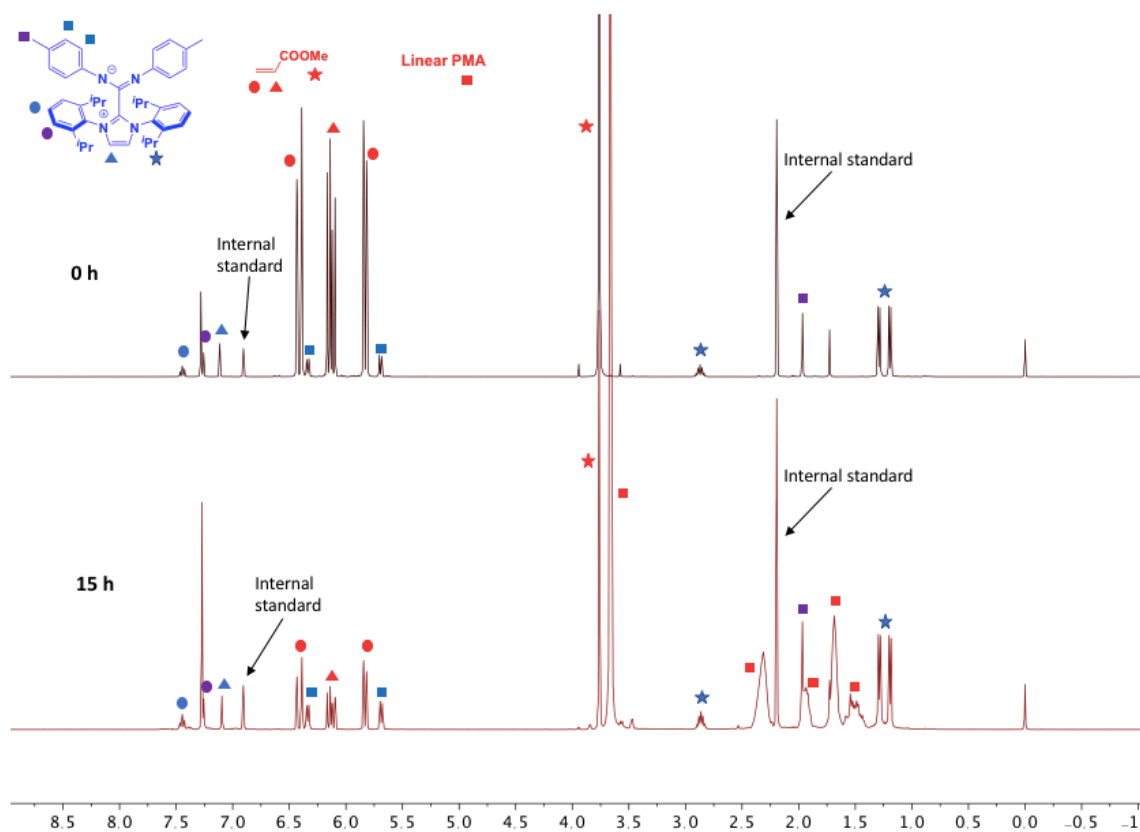 COOMe
Linear PMA
N⊖
N
iPr
iPr
N⊕
N
iPr
iPr
Internal standard
Internal
standard
0 h
Internal standard
Internal
standard
15 h
8.5 8.0 7.5 7.0 6.5 6.0 5.5 5.0 4.5 4.0 3.5 3.0 2.5 2.0 1.5 1.0 0.5 0.0 −0.5 −1